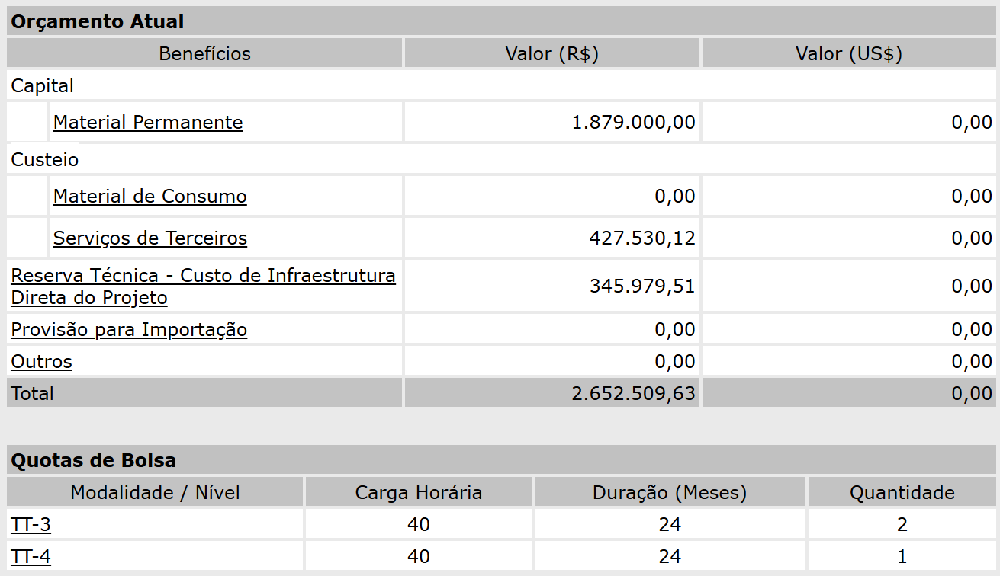 Orçamento Atual
Benefícios Valor (R$) Valor (US$)
Capital
Material Permanente 1.879.000,00 0,00
Custeio
Material de Consumo 0,00 0,00
Serviços de Terceiros 427.530,12 0,00
Reserva Técnica - Custo de Infraestrutura
Direta do Projeto 345.979,51 0,00
Provisão para Importação 0,00 0,00
Outros 0,00 0,00
Total 2.652.509,63 0,00
Quotas de Bolsa
Modalidade / Nível Carga Horária Duração (Meses) Quantidade
TT-3 40 24 2
TT-4 40 24 1